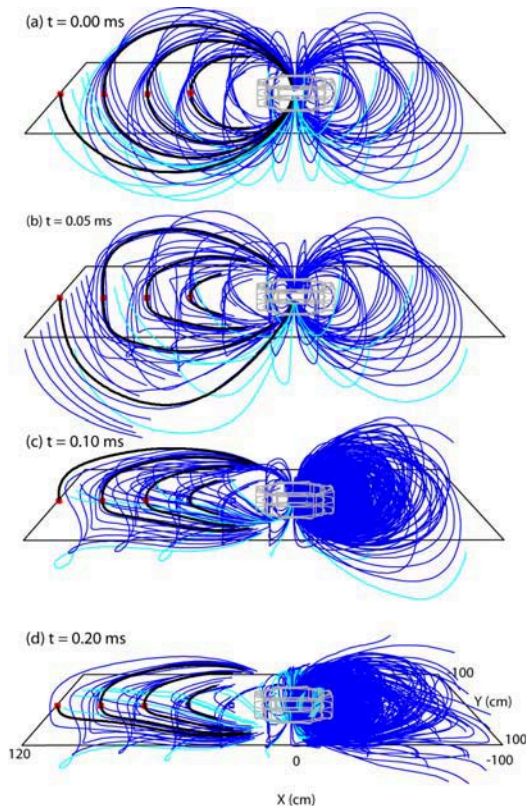 (a) t = 0.00 ms
(b) t = 0.05 ms
(c) t = 0.10 ms
(d) t = 0.20 ms
100
Y (cm)
120
0
-100
100
X (cm)